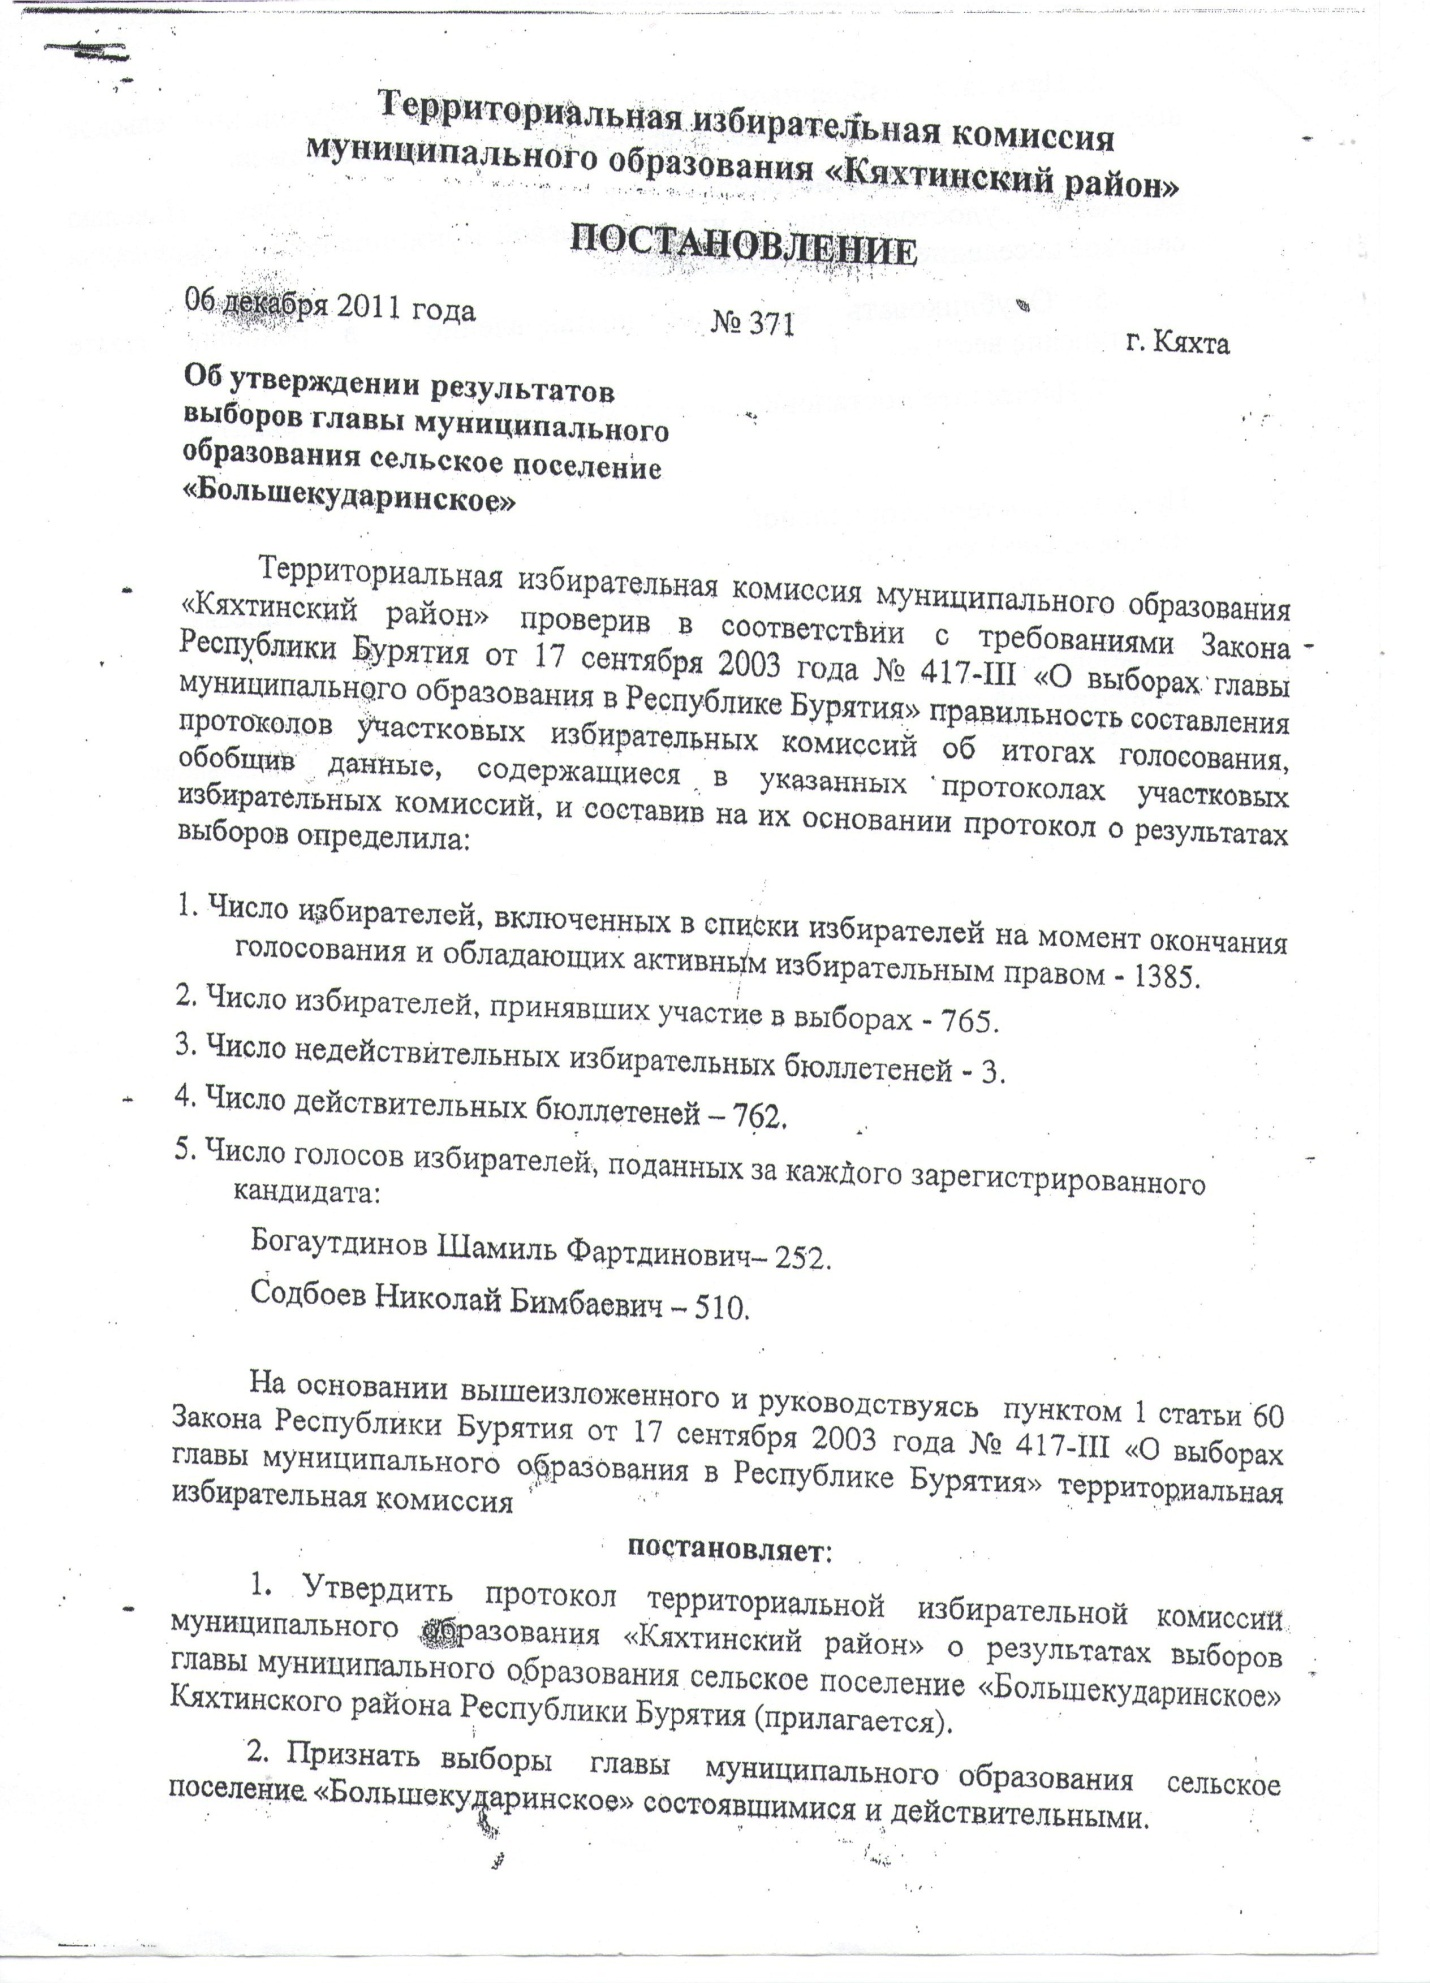 Территориальная избирательная комиссия
муниципального образования «Кяхтинский район»
ПОСТАНОВЛЕНИЕ
06 декабря 2011 года
№ 371
г. Кяхта
Об утверждении результатов
выборов главы муниципального
образования сельское поселение
«Большекударинское»
Территориальная избирательная комиссия муниципального образования
«Кяхтинский район» проверив в соответствии с требованиями Закона
Республики Бурятия от 17 сентября 2003 года № 417-III «О выборах главы
муниципального образования в Республике Бурятия» правильность составления
протоколов участковых избирательных комиссий об итогах голосования,
обобщив данные, содержащиеся в указанных протоколах участковых
избирательных комиссий, и составив на их основании протокол о результатах
выборов определила:
1. Число избирателей, включенных в списки избирателей на момент окончания
голосования и обладающих активным избирательным правом - 1385.
2. Число избирателей, принявших участие в выборах - 765.
3. Число недействительных избирательных бюллетеней - 3.
4. Число действительных бюллетеней – 762.
5. Число голосов избирателей, поданных за каждого зарегистрированного
кандидата:
Богаутдинов Шамиль Фартдинович– 252.
Содбоев Николай Бимбаевич – 510.
На основании вышеизложенного и руководствуясь пунктом 1 статьи 60
Закона Республики Бурятия от 17 сентября 2003 года № 417-III «О выборах
главы муниципального образования в Республике Бурятия» территориальная
избирательная комиссия
постановляет:
1. Утвердить протокол территориальной избирательной комиссии
муниципального образования «Кяхтинский район» о результатах выборов
главы муниципального образования сельское поселение «Большекударинское»
Кяхтинского района Республики Бурятия (прилагается).
2. Признать выборы главы муниципального образования сельское
поселение «Большекударинское» состоявшимися и действительными.